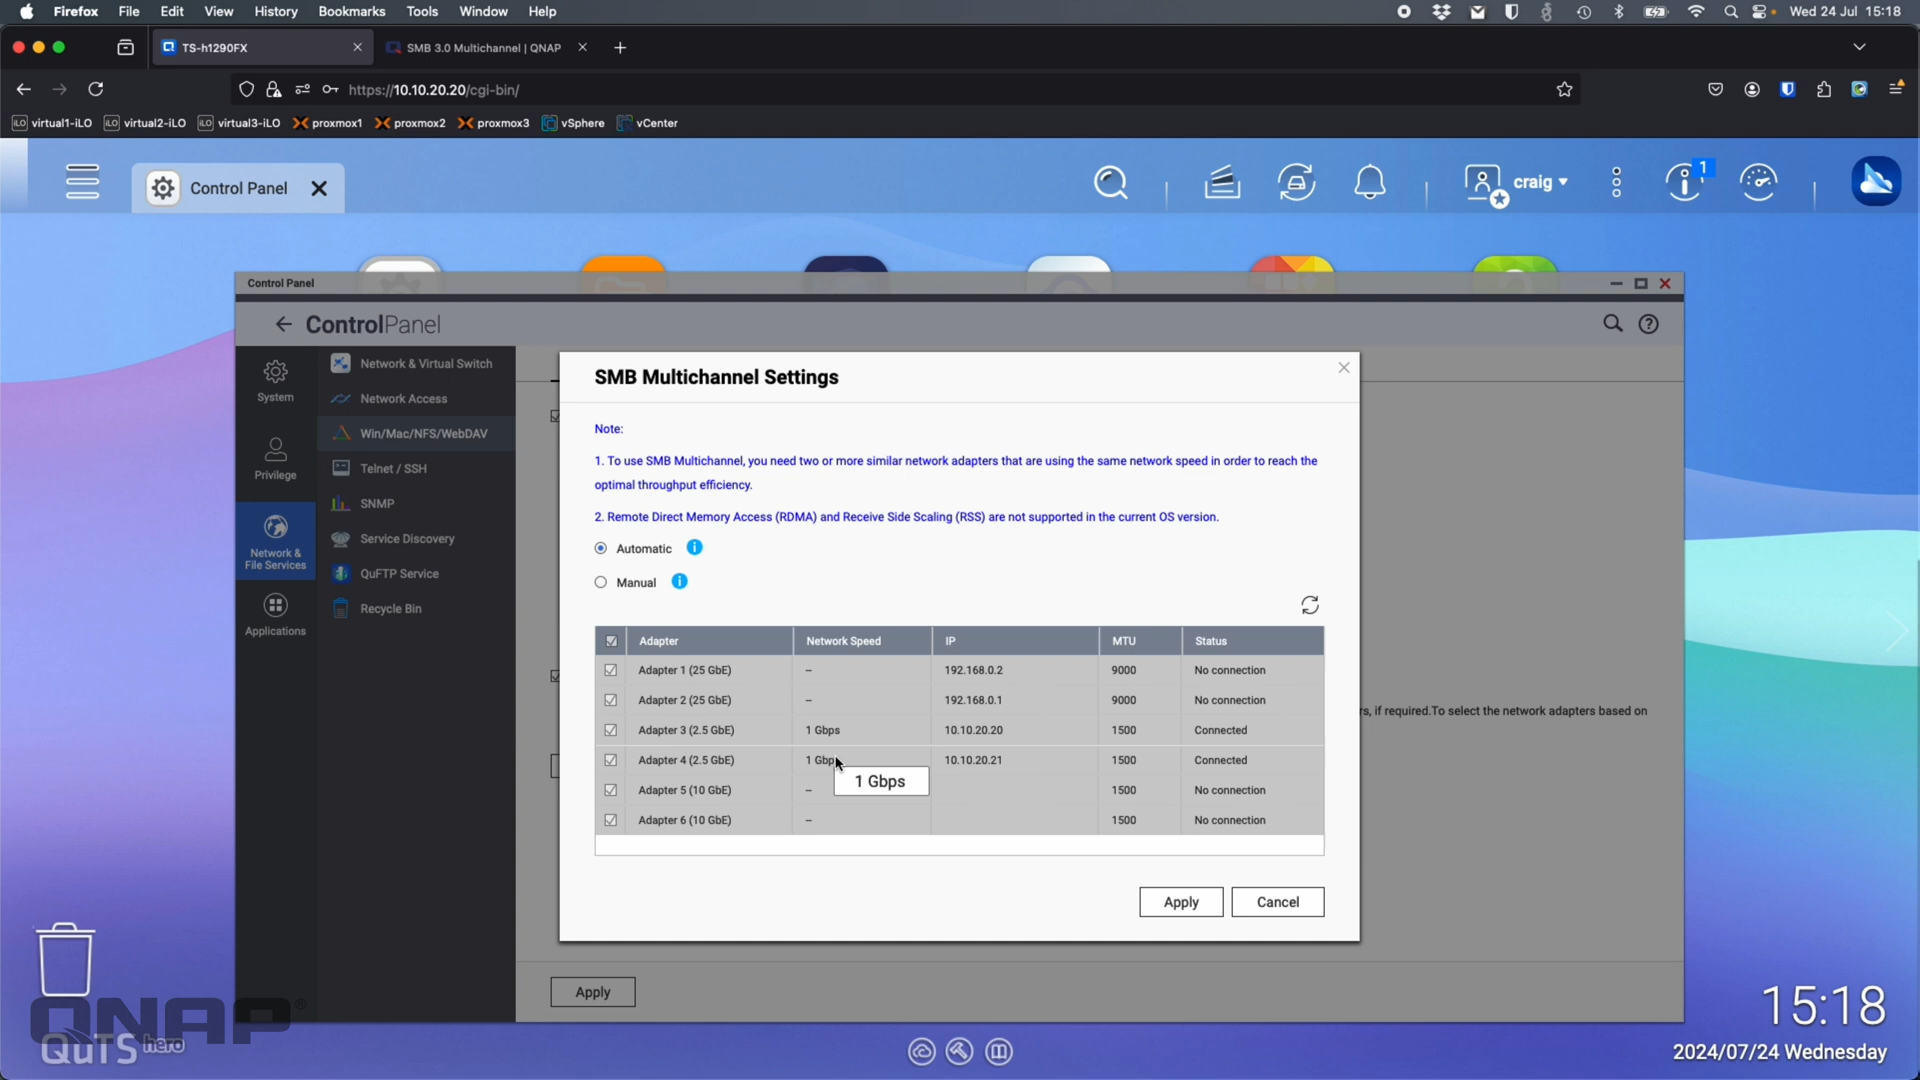 Firefox File Edit View History Bookmarks Tools Window Help
Wed 24 Jul 15:18
TS-h1290FX
SMB 3.0 Multichannel | QNAP
https://10.10.20.20/cgi-bin/
iLO virtual1-iLO
iLO virtual2-iLO
iLO virtual3-iLO
proxmox1
proxmox2
proxmox3
vSphere
vCenter
Control Panel
craig
1
Control Panel
ControlPanel
System
Privilege
Network &
File Services
Applications
Network & Virtual Switch
Network Access
Win/Mac/NFS/WebDAV
Telnet / SSH
SNMP
Service Discovery
QuFTP Service
Recycle Bin
SMB Multichannel Settings
Note:
1. To use SMB Multichannel, you need two or more similar network adapters that are using the same network speed in order to reach the
optimal throughput efficiency.
2. Remote Direct Memory Access (RDMA) and Receive Side Scaling (RSS) are not supported in the current OS version.
Automatic
Manual
Adapter Network Speed IP MTU Status
Adapter 1 (25 GbE) -- 192.168.0.2 9000 No connection
Adapter 2 (25 GbE) -- 192.168.0.1 9000 No connection
Adapter 3 (2.5 GbE) 1 Gbps 10.10.20.20 1500 Connected
Adapter 4 (2.5 GbE) 1 Gbp 10.10.20.21 1500 Connected
1 Gbps
Adapter 5 (10 GbE) -- 1500 No connection
Adapter 6 (10 GbE) -- 1500 No connection
rs, if required.To select the network adapters based on
Apply Cancel
Apply
QNAP®
QuTS hero
15:18
2024/07/24 Wednesday